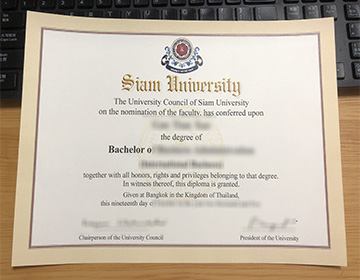 Siam University
The University Council of Siam University
on the nomination of the faculty, has conferred upon
the degree of
Bachelor o
together with all honors, rights and privileges belonging to that degree.
In witness thereof, this diploma is granted.
Given at Bangkok in the Kingdom of Thailand,
this nineteenth day
Chairperson of the University Council
President of the University